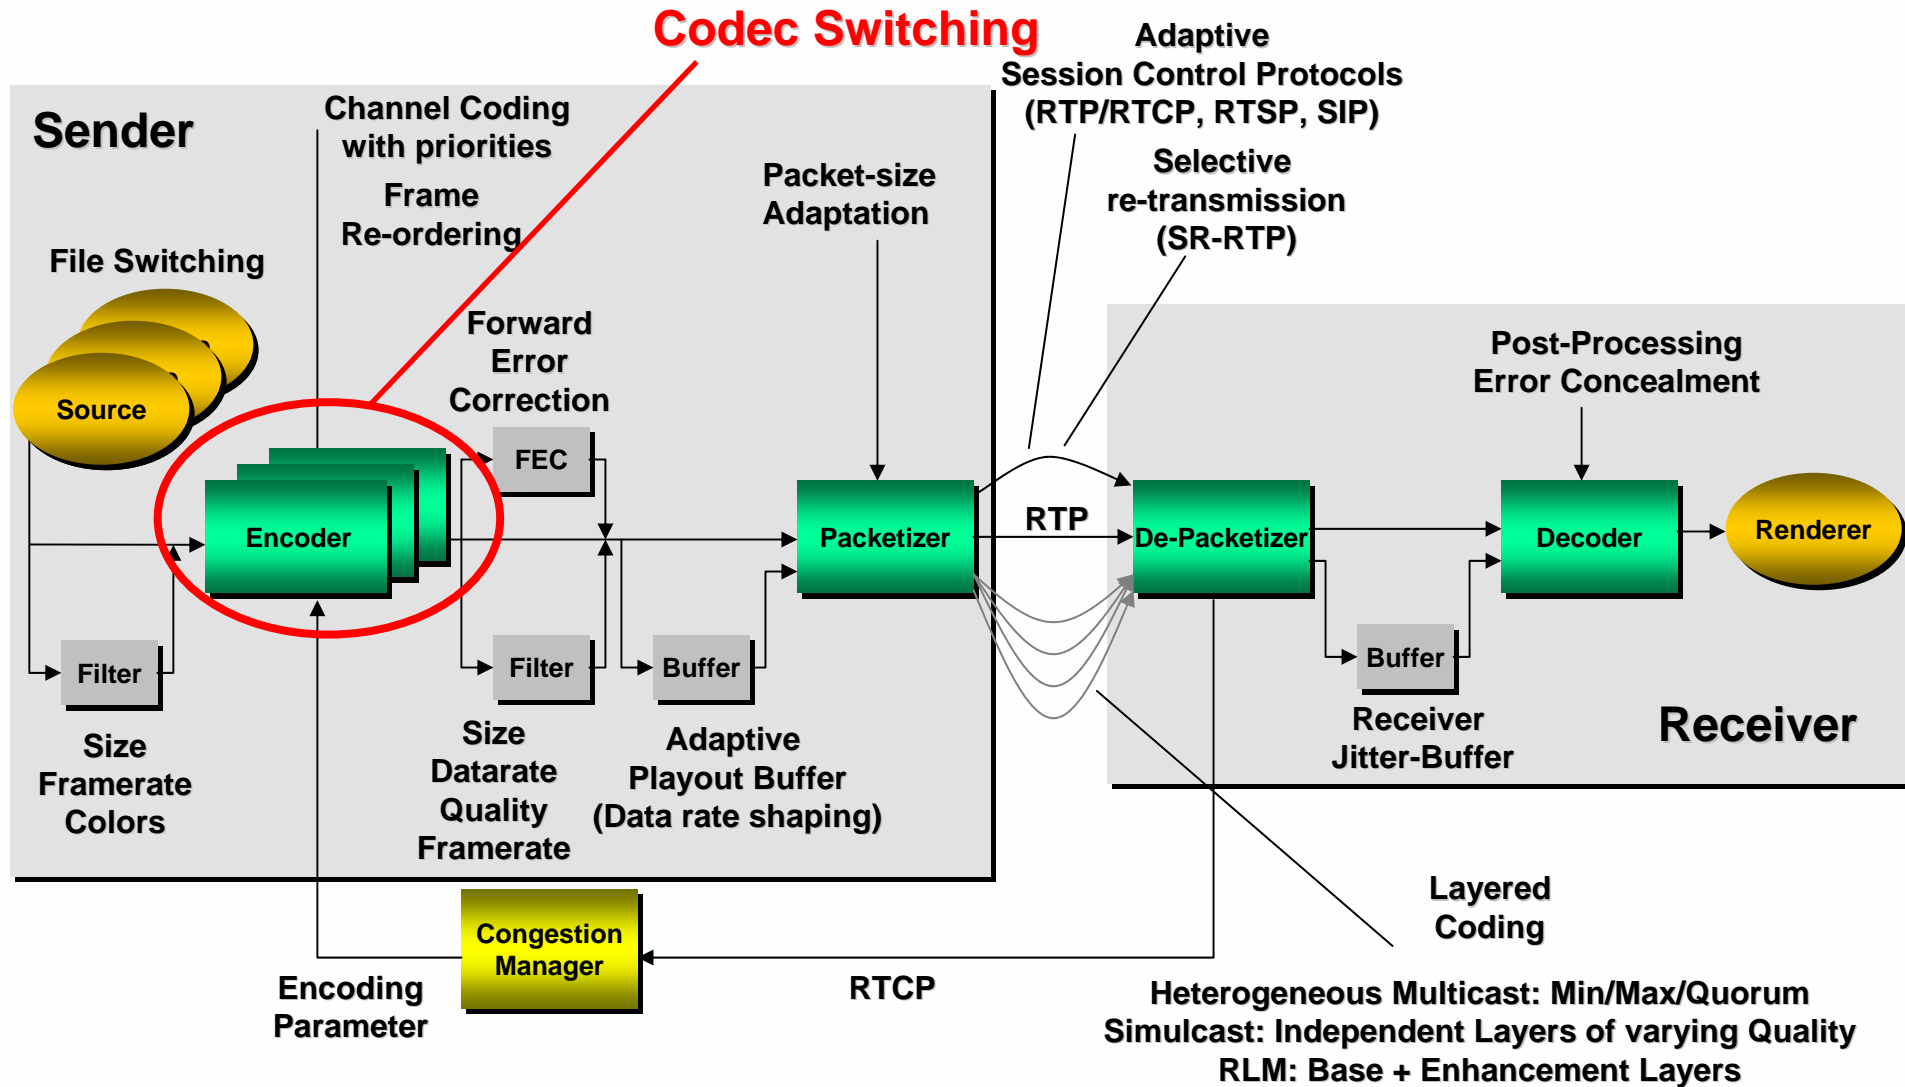 Codec Switching
Adaptive
Session Control Protocols
(RTP/RTCP, RTSP, SIP)
Sender
Channel Coding
with priorities
Selective
re-transmission
(SR-RTP)
Packet-size
Adaptation
Frame
Re-ordering
File Switching
Forward
Error
Correction
Post-Processing
Error Concealment
Source
FEC
Encoder
Packetizer
RTP
De-Packetizer
Decoder
Renderer
Filter
Filter
Buffer
Buffer
Size
Framerate
Colors
Size
Datarate
Quality
Framerate
Adaptive
Playout Buffer
(Data rate shaping)
Receiver
Jitter-Buffer
Receiver
Layered
Coding
Congestion
Manager
Encoding
Parameter
RTCP
Heterogeneous Multicast: Min/Max/Quorum
Simulcast: Independent Layers of varying Quality
RLM: Base + Enhancement Layers